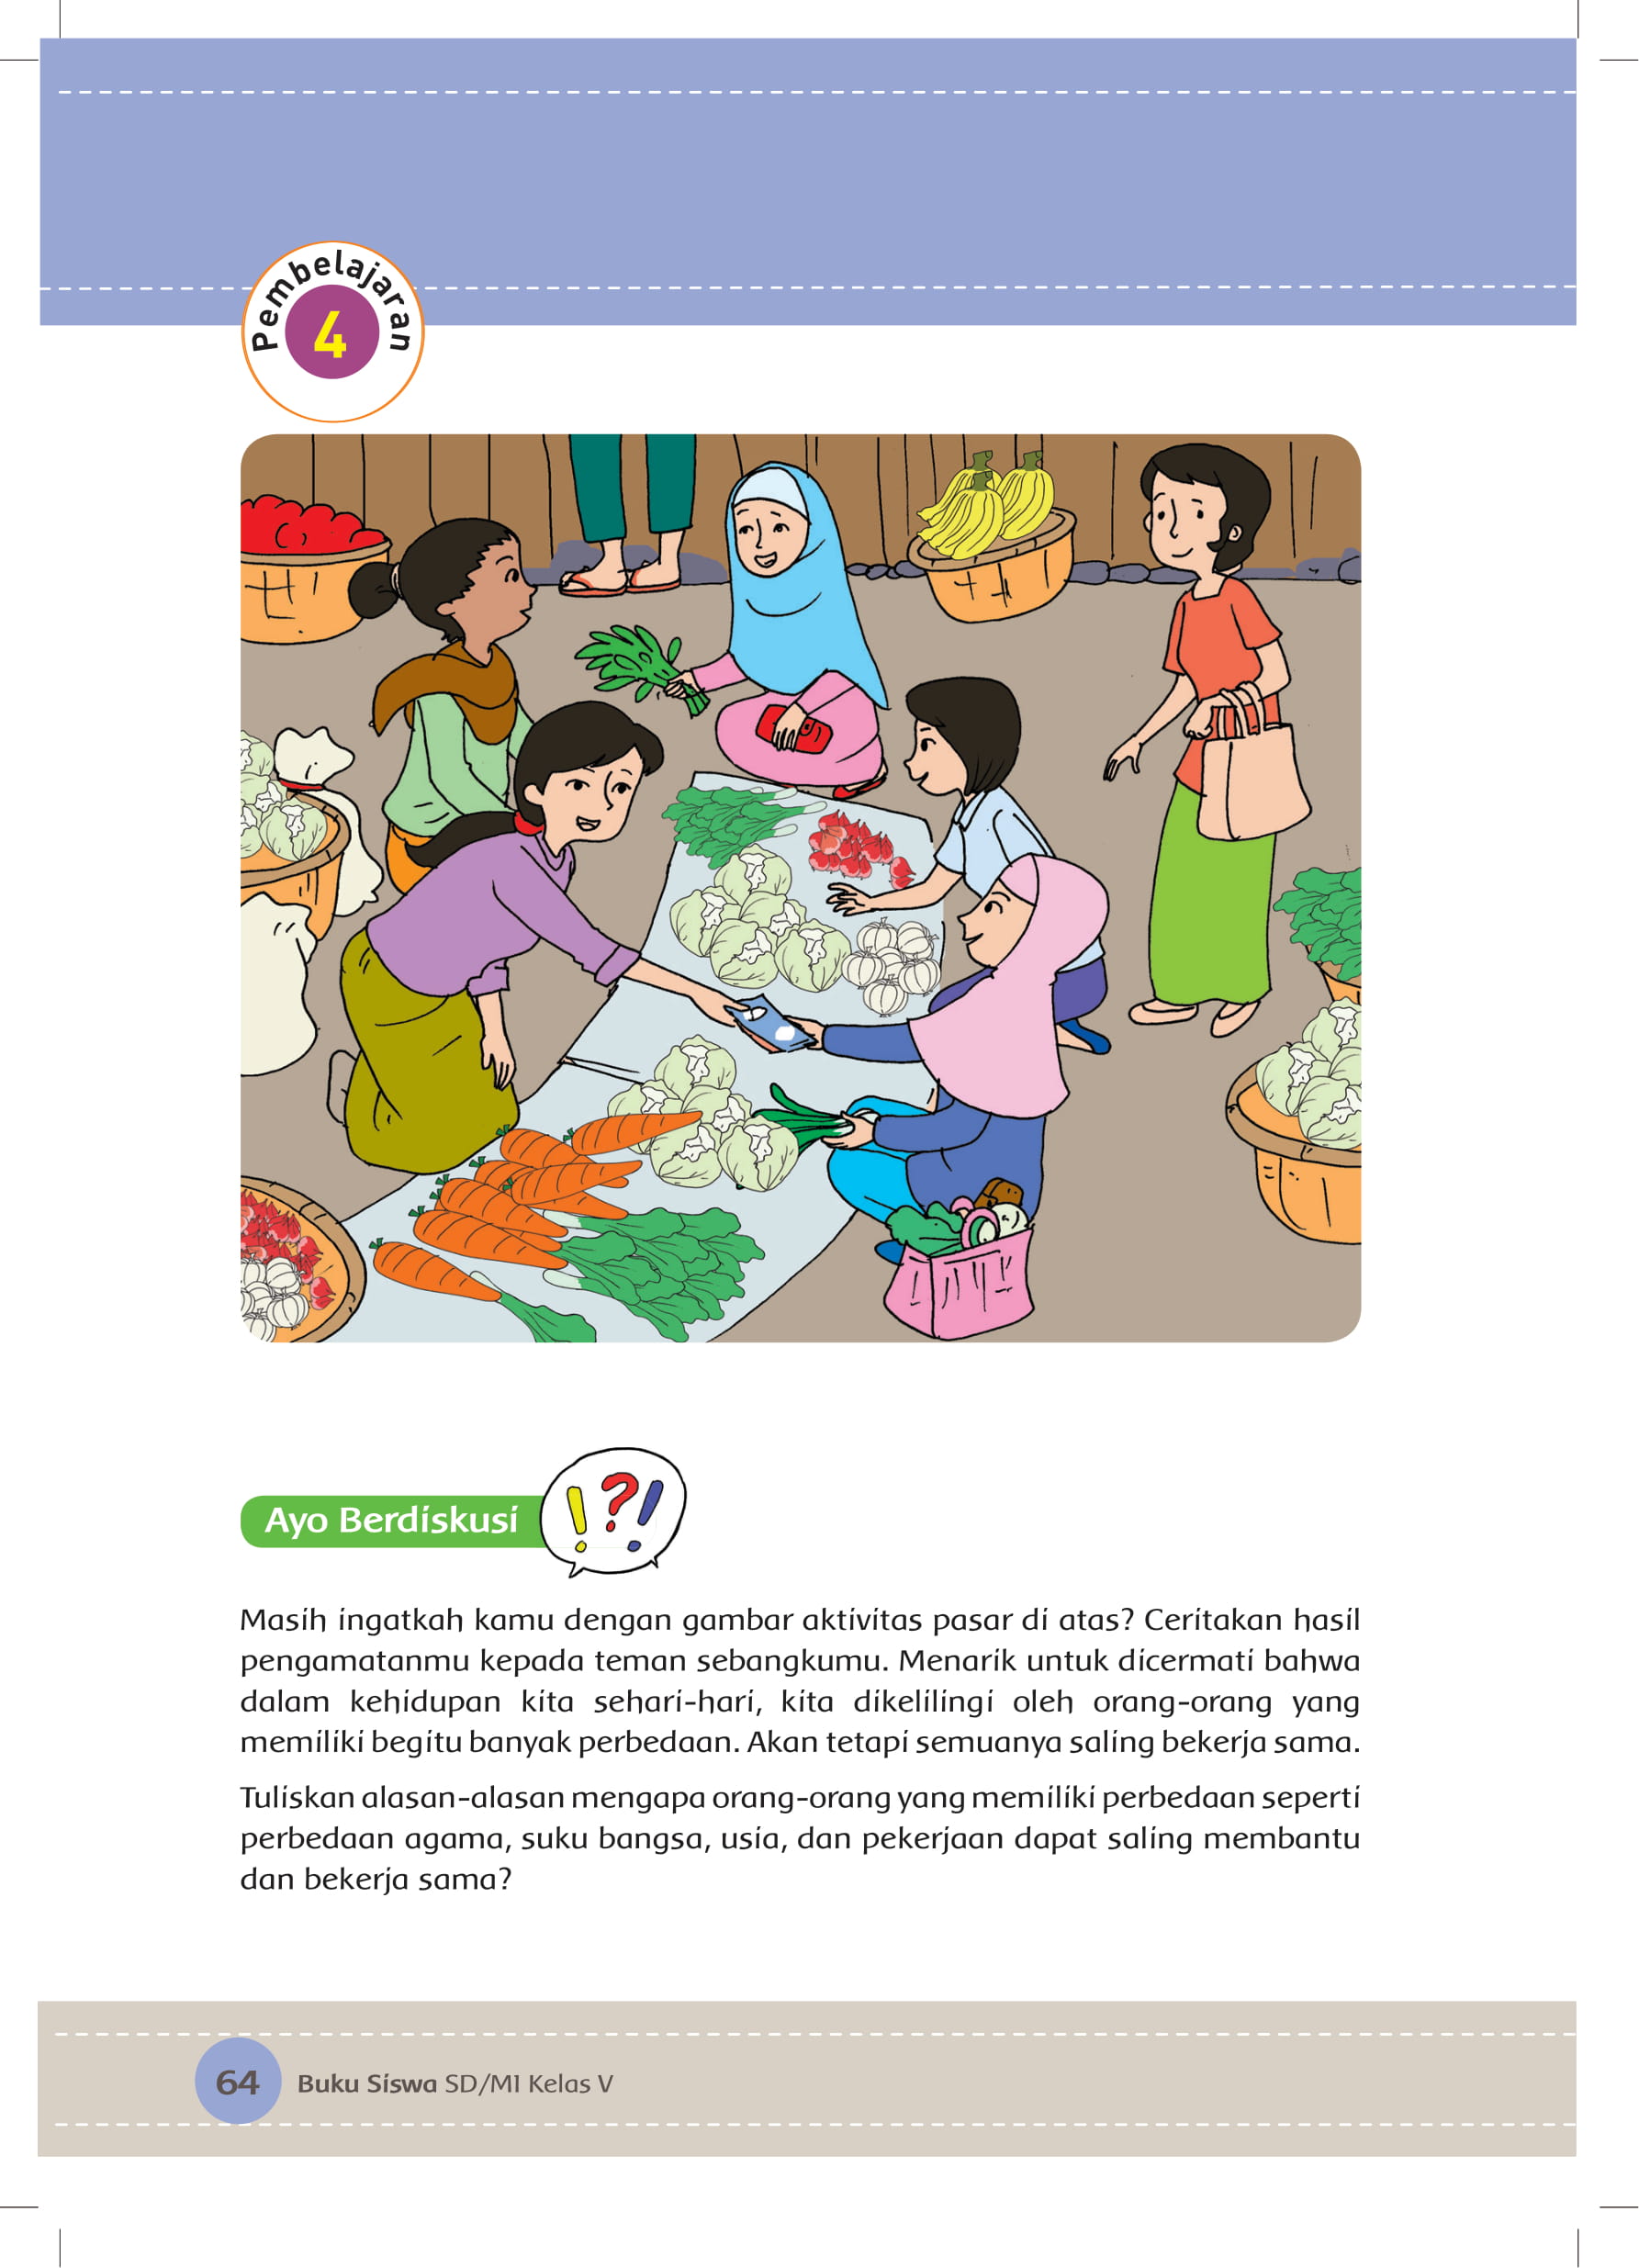 Pembelajaran
4
Ayo Berdiskusi
!?!
Masih ingatkah kamu dengan gambar aktivitas pasar di atas? Ceritakan hasil
pengamatanmu kepada teman sebangkumu. Menarik untuk dicermati bahwa
dalam kehidupan kita sehari-hari, kita dikelilingi oleh orang-orang yang
memiliki begitu banyak perbedaan. Akan tetapi semuanya saling bekerja sama.
Tuliskan alasan-alasan mengapa orang-orang yang memiliki perbedaan seperti
perbedaan agama, suku bangsa, usia, dan pekerjaan dapat saling membantu
dan bekerja sama?
64 Buku Siswa SD/MI Kelas V